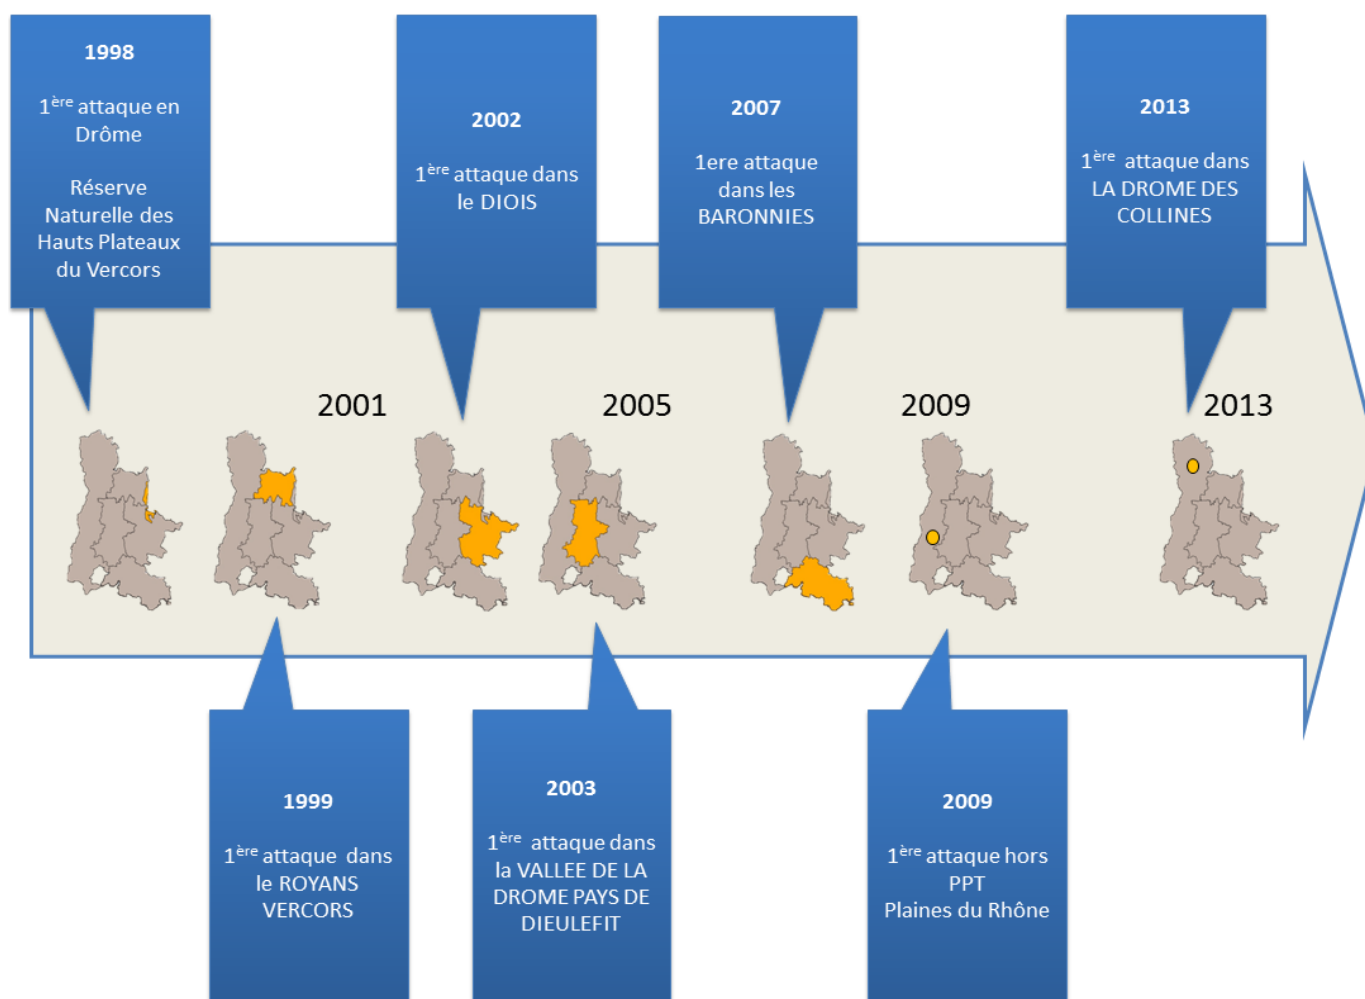 1998
1ère attaque en
Drôme
Réserve
Naturelle des
Hauts Plateaux
du Vercors
2002
1ère attaque dans
le DIOIS
2007
1ere attaque
dans les
BARONNIES
2013
1ère attaque dans
LA DROME DES
COLLINES
2001
2005
2009
2013
1999
1ère attaque dans
le ROYANS
VERCORS
2003
1ère attaque dans
la VALLEE DE LA
DROME PAYS DE
DIEULEFIT
2009
1ère attaque hors
PPT
Plaines du Rhône